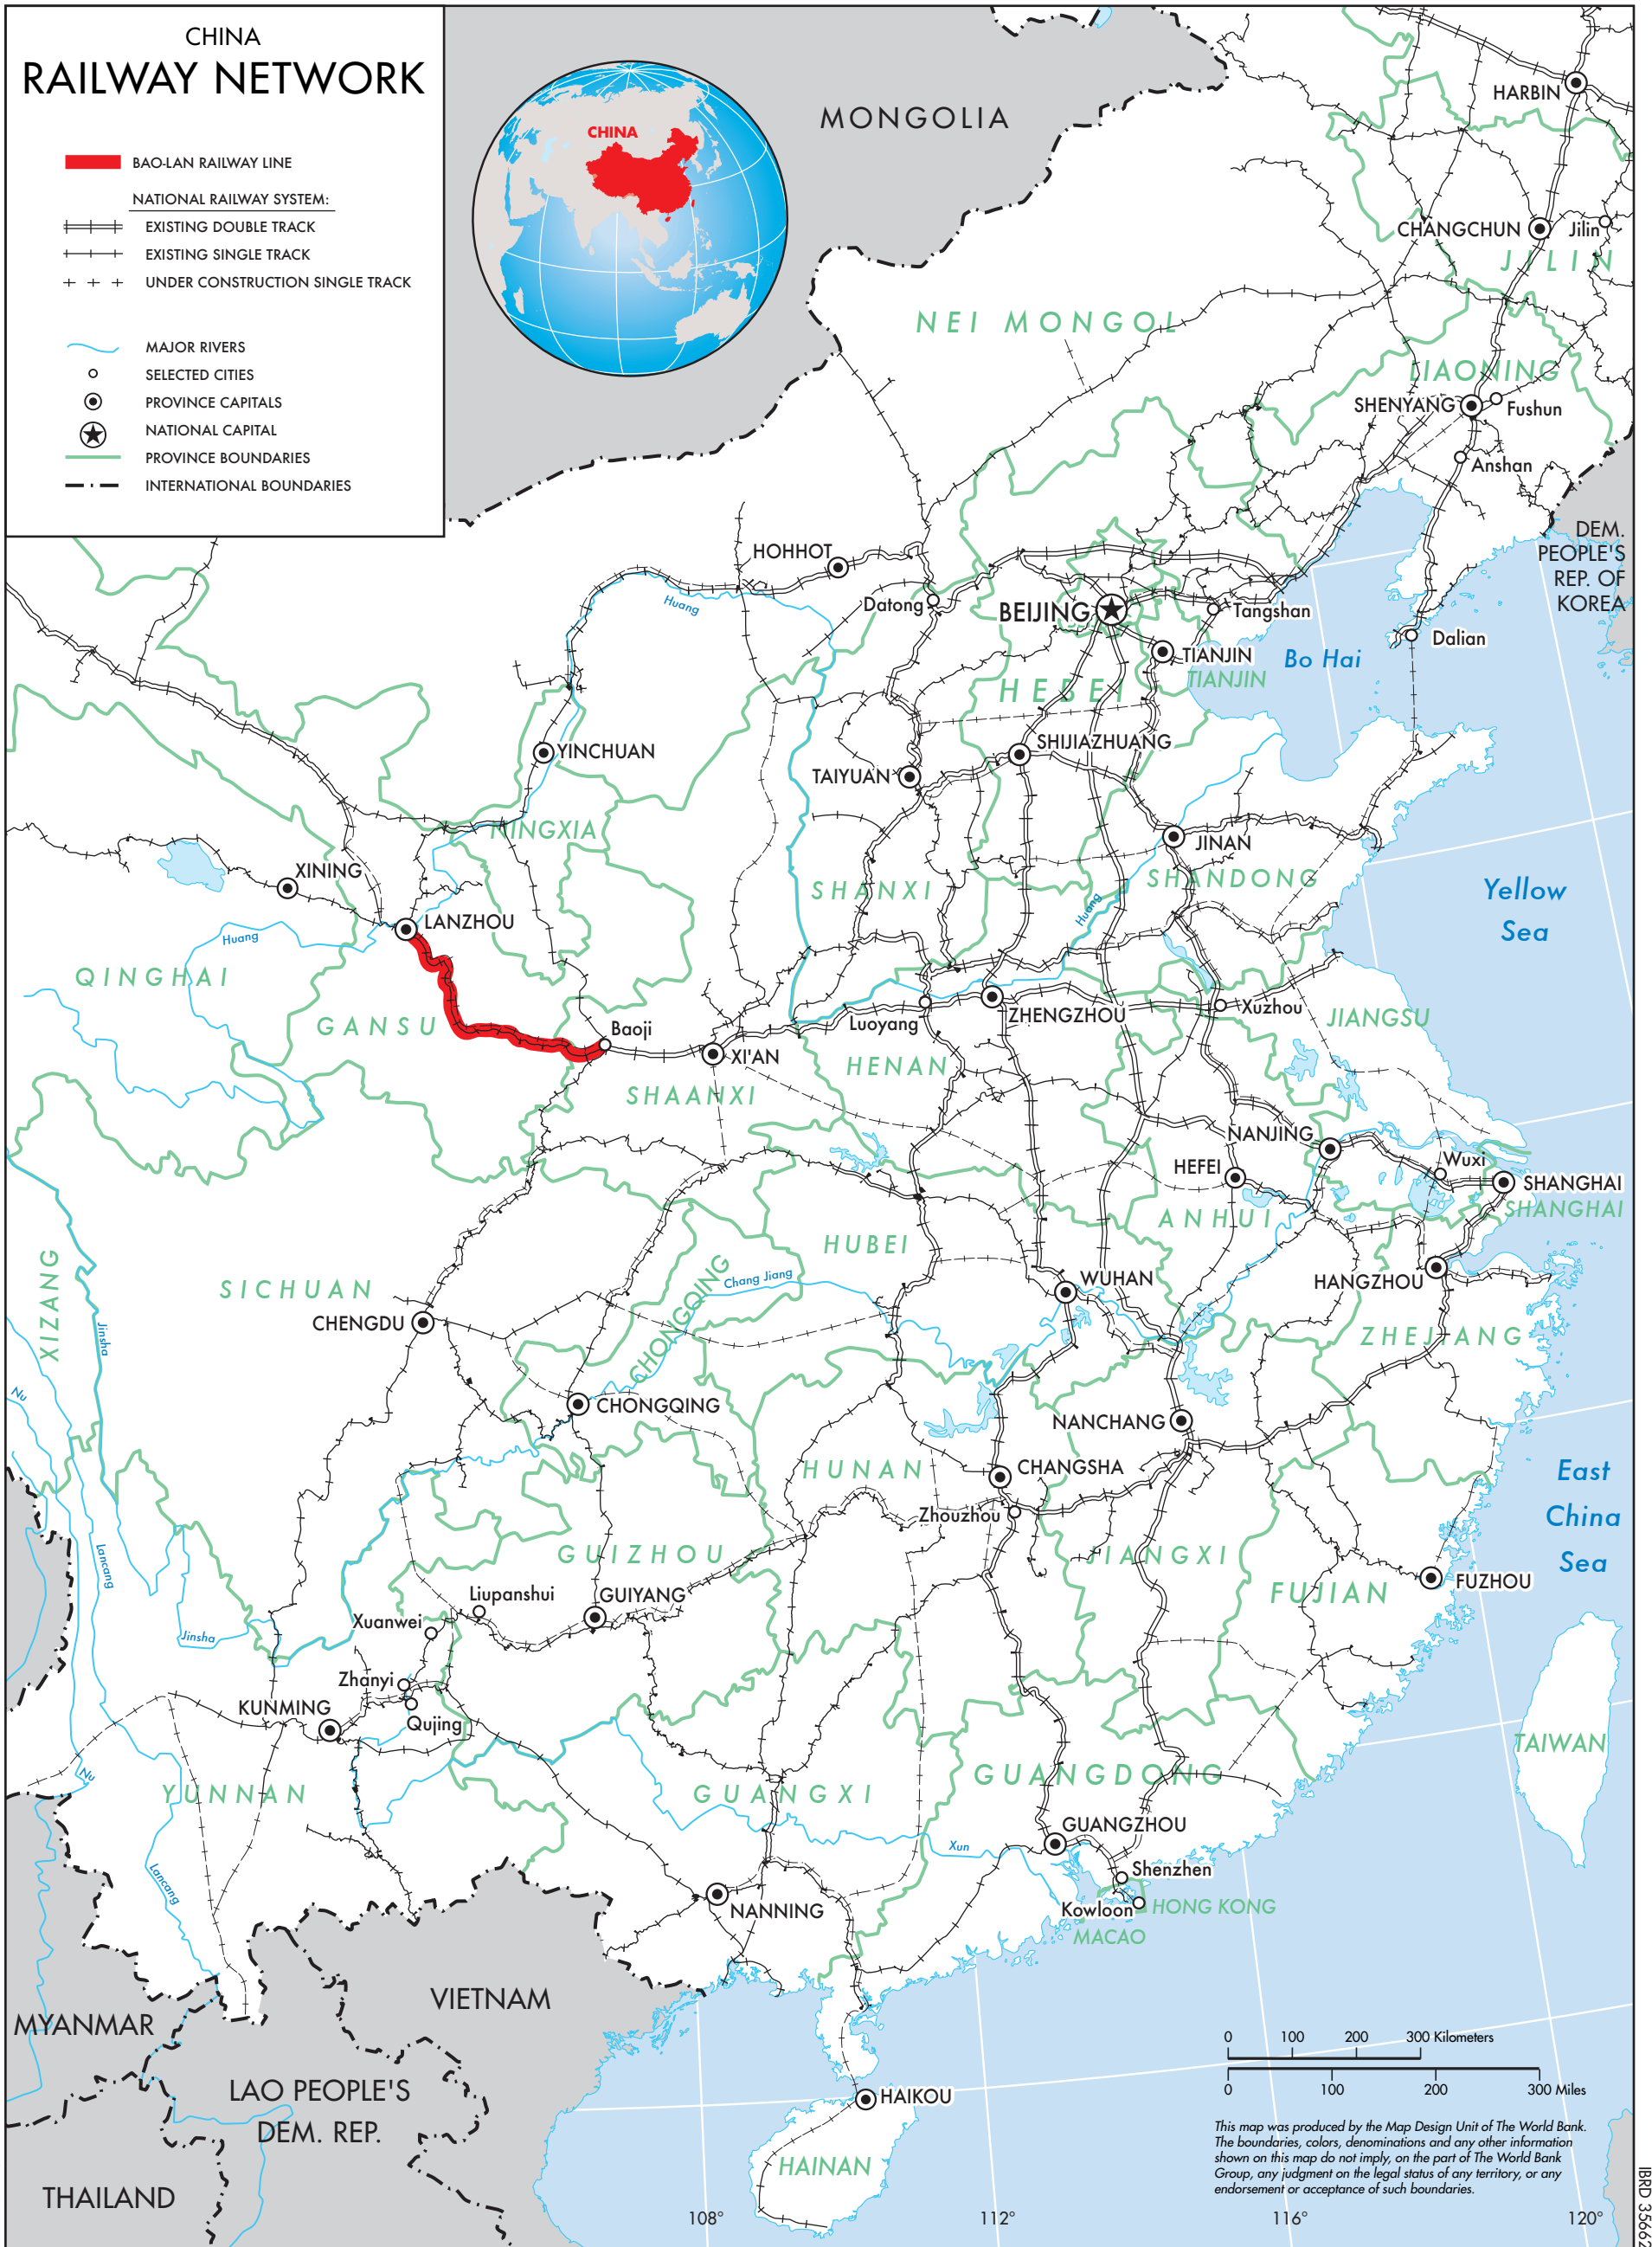 CHINA
RAILWAY NETWORK
BAO-LAN RAILWAY LINE
NATIONAL RAILWAY SYSTEM:
EXISTING DOUBLE TRACK
EXISTING SINGLE TRACK
UNDER CONSTRUCTION SINGLE TRACK
MAJOR RIVERS
SELECTED CITIES
PROVINCE CAPITALS
NATIONAL CAPITAL
PROVINCE BOUNDARIES
INTERNATIONAL BOUNDARIES
CHINA
MONGOLIA
HARBIN
CHANGCHUN
Jilin
JILIN
NEI MONGOL
LIAONING
SHENYANG
Fushun
Anshan
DEM.
PEOPLE'S
REP. OF
KOREA
HOHHOT
Huang
Datong
BEIJING
Tangshan
Dalian
TIANJIN
TIANJIN
Bo Hai
HEBEI
YINCHUAN
SHIJIAZHUANG
TAIYUAN
NINGXIA
JINAN
XINING
SHANXI
SHANDONG
Yellow
Sea
LANZHOU
Huang
Huang
QINGHAI
GANSU
Baoji
Luoyang
ZHENGZHOU
Xuzhou
JIANGSU
XI'AN
HENAN
SHAANXI
NANJING
HEFEI
Wuxi
SHANGHAI
SHANGHAI
ANHUI
HUBEI
XIZANG
SICHUAN
CHONGQING
Chang Jiang
WUHAN
HANGZHOU
CHENGDU
Jinsha
ZHEJIANG
Nu
CHONGQING
NANCHANG
HUNAN
CHANGSHA
East
China
Sea
Zhouzhou
Lancang
GUIZHOU
JIANGXI
FUJIAN
FUZHOU
Liupanshui
GUIYANG
Xuanwei
Jinsha
Zhanyi
KUNMING
Qujing
TAIWAN
Nu
YUNNAN
GUANGXI
GUANGDONG
GUANGZHOU
Xun
Shenzhen
Lancang
NANNING
Kowloon
HONG KONG
MACAO
VIETNAM
MYANMAR
0 100 200 300 Kilometers
0 100 200 300 Miles
LAO PEOPLE'S
DEM. REP.
HAIKOU
HAINAN
THAILAND
This map was produced by the Map Design Unit of The World Bank.
The boundaries, colors, denominations and any other information
shown on this map do not imply, on the part of The World Bank
Group, any judgment on the legal status of any territory, or any
endorsement or acceptance of such boundaries.
108° 112° 116° 120°
IBRD 35662